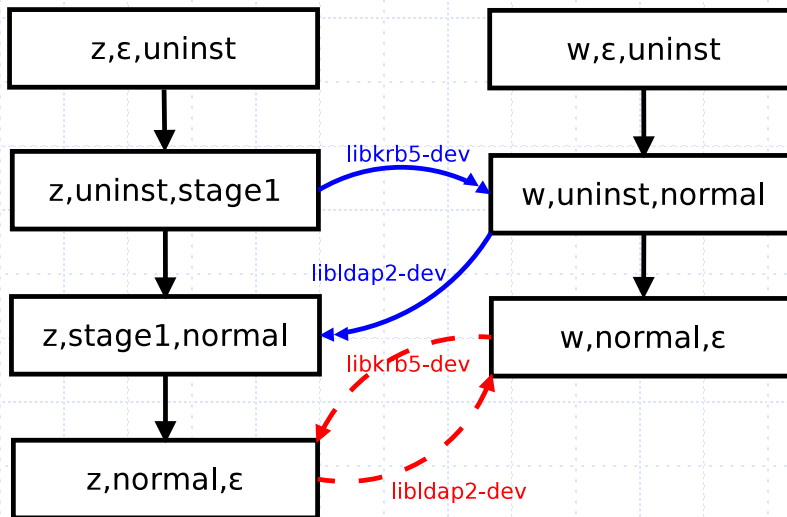 z,ε,uninst
w,ε,uninst
libkrb5-dev
z,uninst,stage1
w,uninst,normal
libldap2-dev
z,stage1,normal
w,normal,ε
libkrb5-dev
z,normal,ε
libldap2-dev